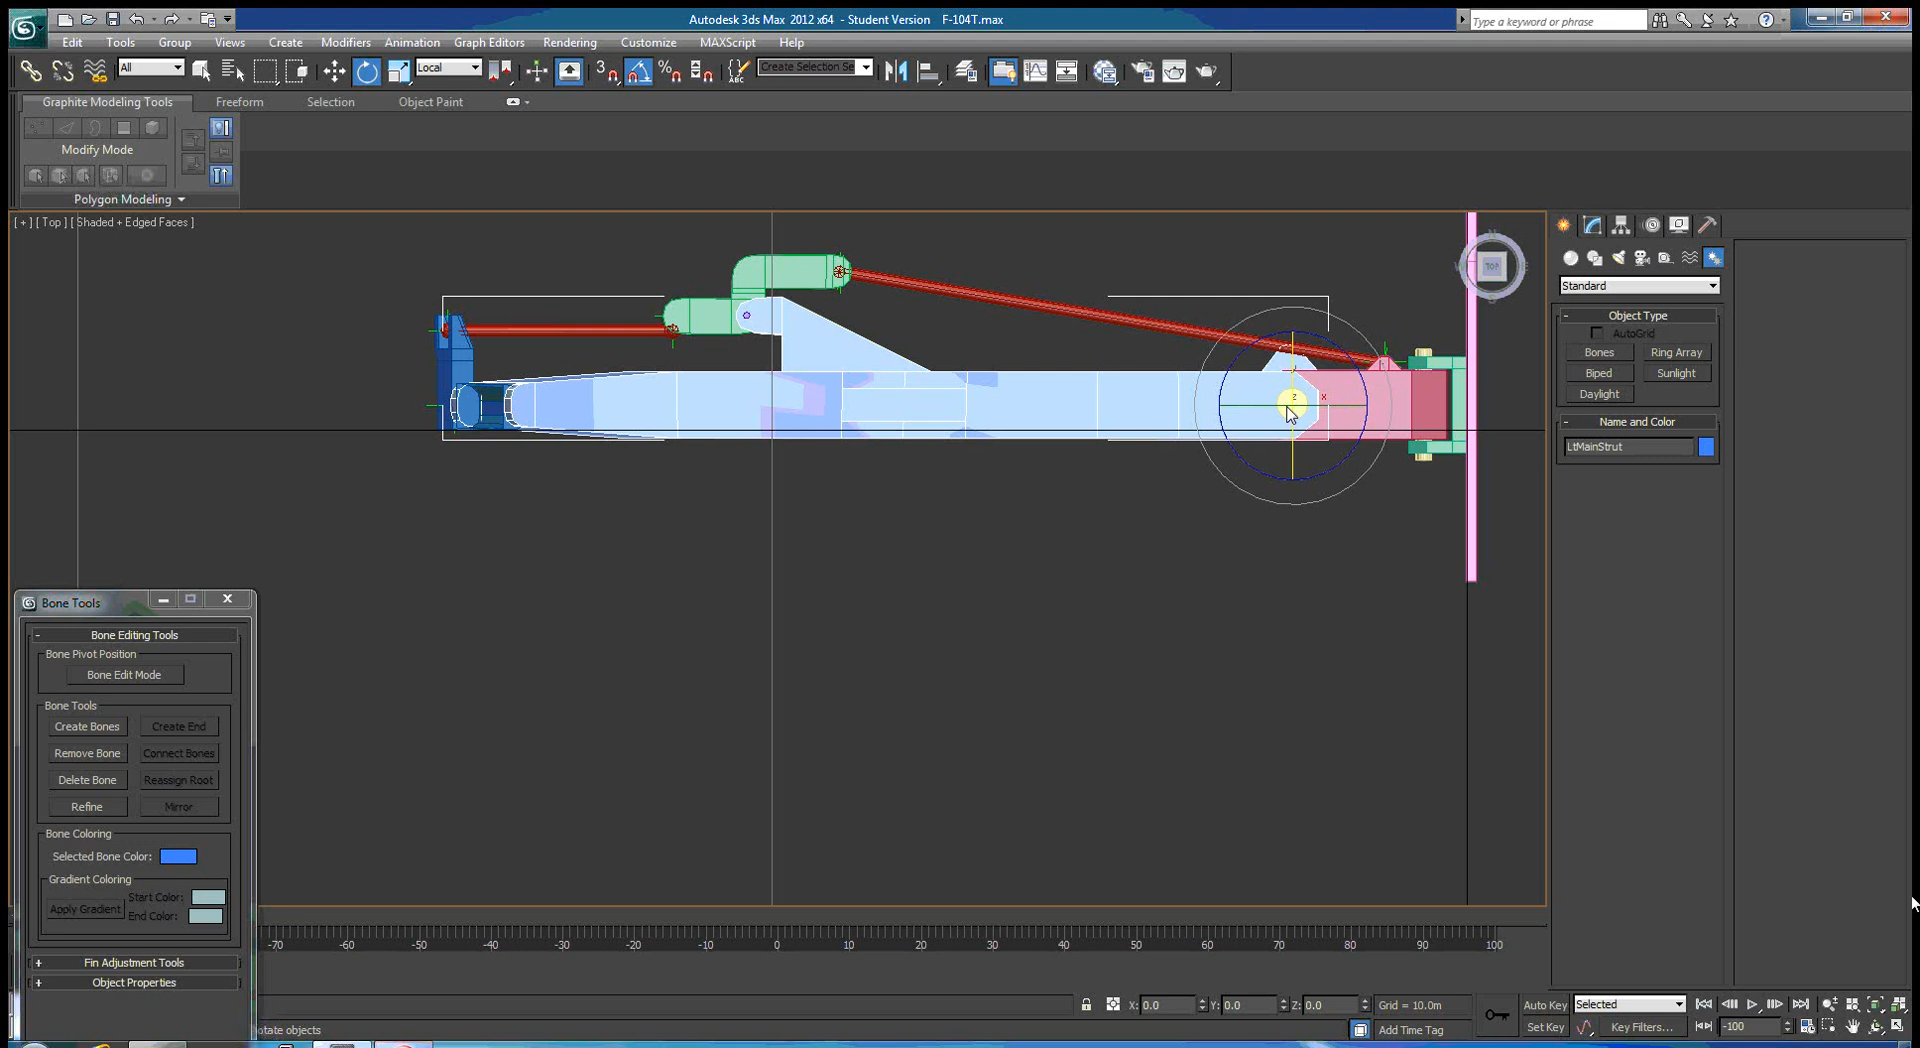 Autodesk 3ds Max 2012 x64 - Student Version F-104T.max
Type a keyword or phrase
Edit Tools Group Views Create Modifiers Animation Graph Editors Rendering Customize MAXScript Help
All
Local
3
Create Selection Se
Graphite Modeling Tools Freeform Selection Object Paint
Modify Mode
Polygon Modeling
[ + ] [ Top ] [ Shaded + Edged Faces ]
TOP
z
x
Standard
- Object Type
AutoGrid
Bones Ring Array
Biped Sunlight
Daylight
- Name and Color
LtMainStrut
Bone Tools
- Bone Editing Tools
Bone Pivot Position
Bone Edit Mode
Bone Tools
Create Bones Create End
Remove Bone Connect Bones
Delete Bone Reassign Root
Refine Mirror
Bone Coloring
Selected Bone Color:
Gradient Coloring
Start Color:
Apply Gradient
End Color:
+ Fin Adjustment Tools
+ Object Properties
-70 -60 -50 -40 -30 -20 -10 0 10 20 30 40 50 60 70 80 90 100
X: 0.0 Y: 0.0 Z: 0.0 Grid = 10.0m Auto Key Selected
otate objects Add Time Tag Set Key Key Filters... -100